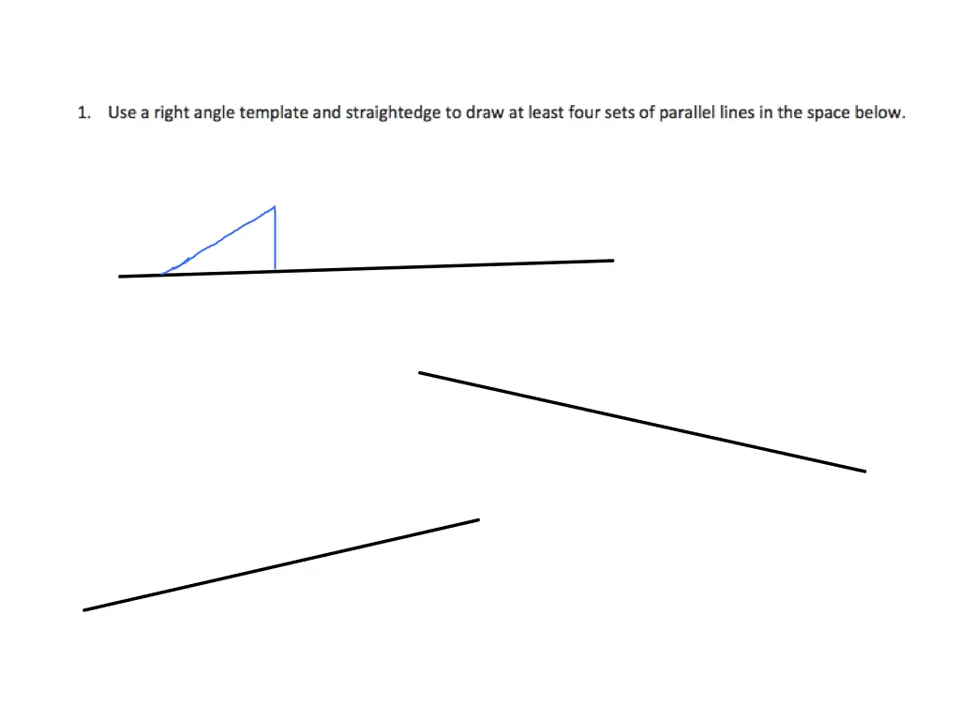 1. Use a right angle template and straightedge to draw at least four sets of parallel lines in the space below.